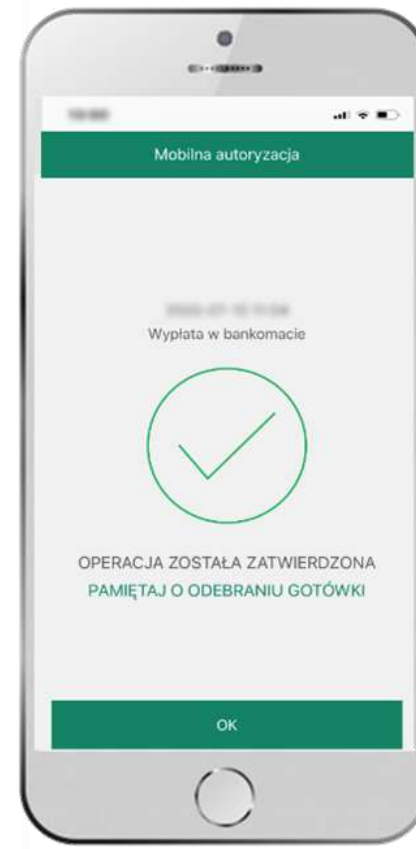 Mobilna autoryzacja
Wypłata w bankomacie
OPERACJA ZOSTAŁA ZATWIERDZONA
PAMIĘTAJ O ODEBRANIU GOTÓWKI
OK